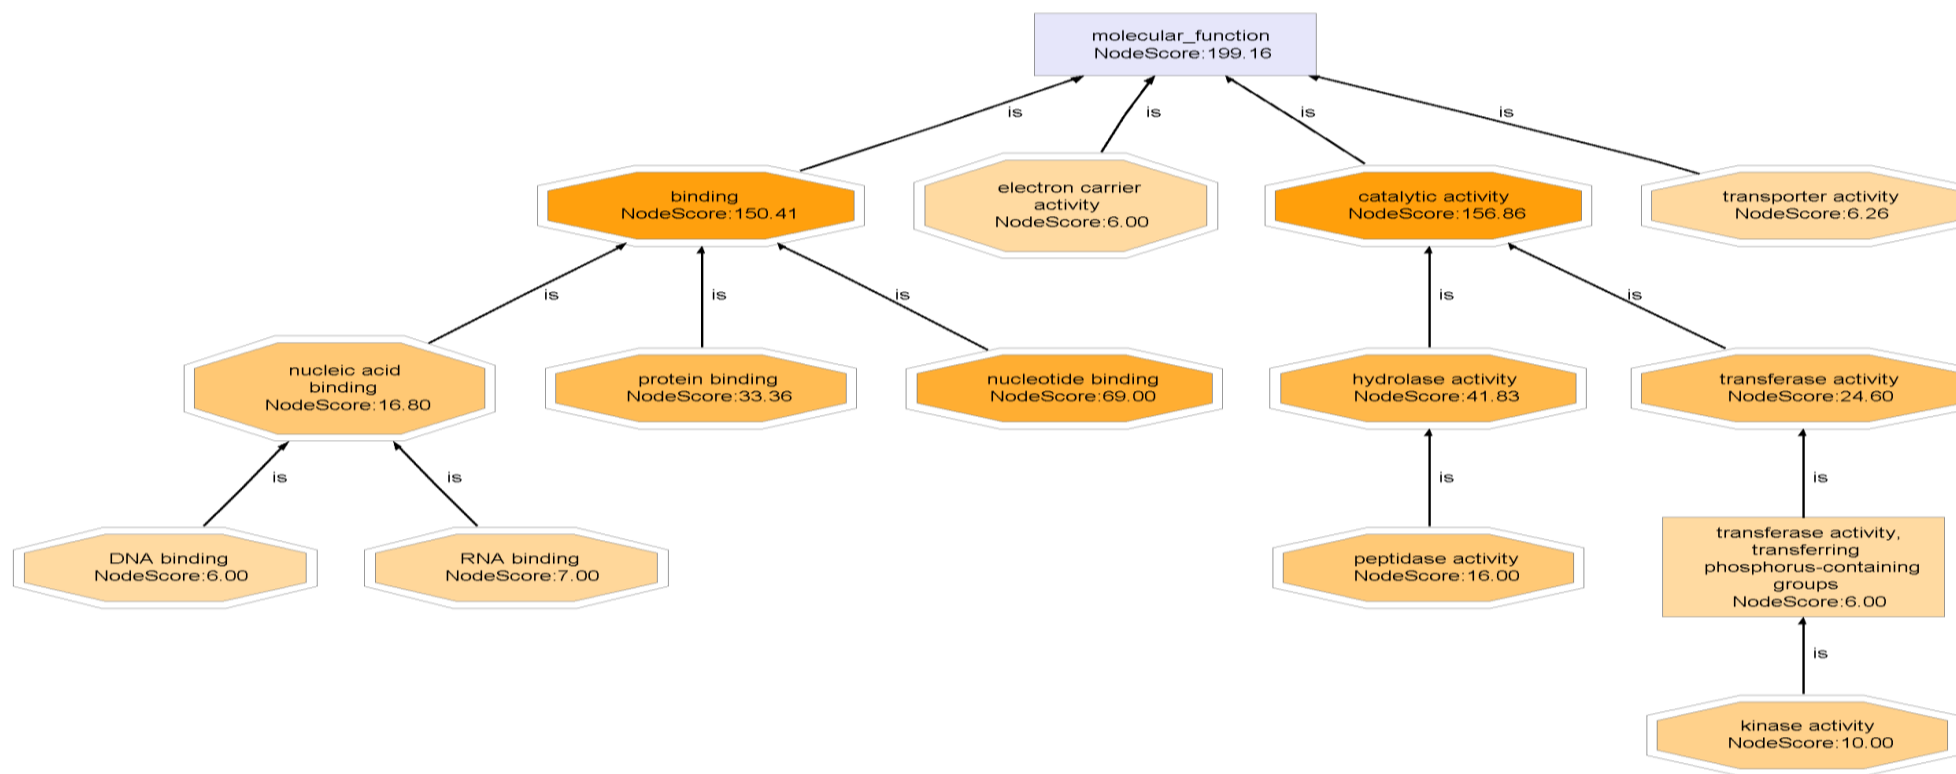 molecular_function
NodeScore:199.16
is
is
is
is
binding
NodeScore:150.41
electron carrier
activity
NodeScore:6.00
catalytic activity
NodeScore:156.86
transporter activity
NodeScore:6.26
is
is
is
is
is
nucleic acid
binding
NodeScore:16.80
protein binding
NodeScore:33.36
nucleotide binding
NodeScore:69.00
hydrolase activity
NodeScore:41.83
transferase activity
NodeScore:24.60
is
is
is
is
DNA binding
NodeScore:6.00
RNA binding
NodeScore:7.00
peptidase activity
NodeScore:16.00
transferase activity,
transferring
phosphorus-containing
groups
NodeScore:6.00
is
kinase activity
NodeScore:10.00